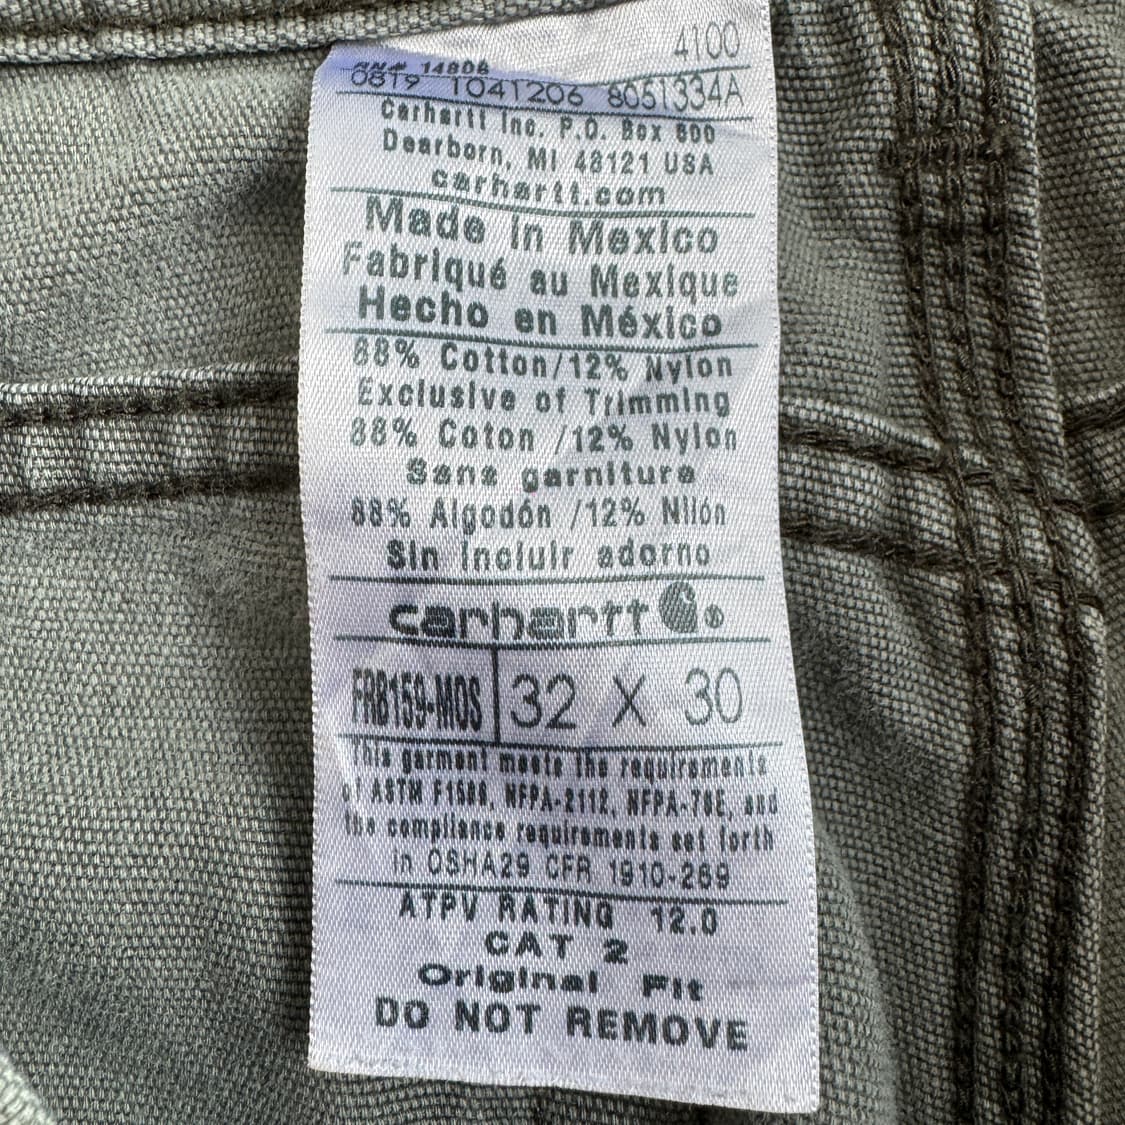 4100
RN# 14806
0819 1041206 8051334A
Carhartt Inc. P.O. Box 600
Dearborn, MI 48121 USA
carhartt.com
Made in Mexico
Fabriqué au Mexique
Hecho en México
88% Cotton/12% Nylon
Exclusive of Trimming
88% Coton /12% Nylon
Sans garniture
88% Algodón /12% Nilón
Sin incluir adorno
carhartt ®
FRB159-MOS 32 X 30
This garment meets the requirements
of ASTM F1506, NFPA-2112, NFPA-70E, and
the compliance requirements set forth
in OSHA29 CFR 1910-269
ATPV RATING 12.0
CAT 2
Original Fit
DO NOT REMOVE